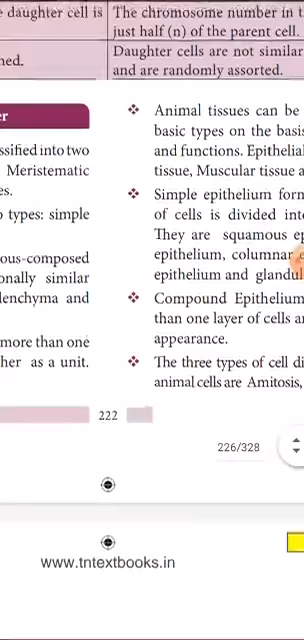 e daughter cell is
The chromosome number in t
just half (n) of the parent cell.
ned.
Daughter cells are not similar
and are randomly assorted.
er
ssified into two
Meristematic
es.
o types: simple
ous-composed
onally similar
lenchyma and
more than one
her as a unit.
❖ Animal tissues can be
basic types on the basis
and functions. Epithelial
tissue, Muscular tissue a
❖ Simple epithelium form
of cells is divided into
They are squamous ep
epithelium, columnar e
epithelium and glandul
❖ Compound Epithelium
than one layer of cells an
appearance.
❖ The three types of cell di
animal cells are Amitosis,
222
226/328
www.tntextbooks.in